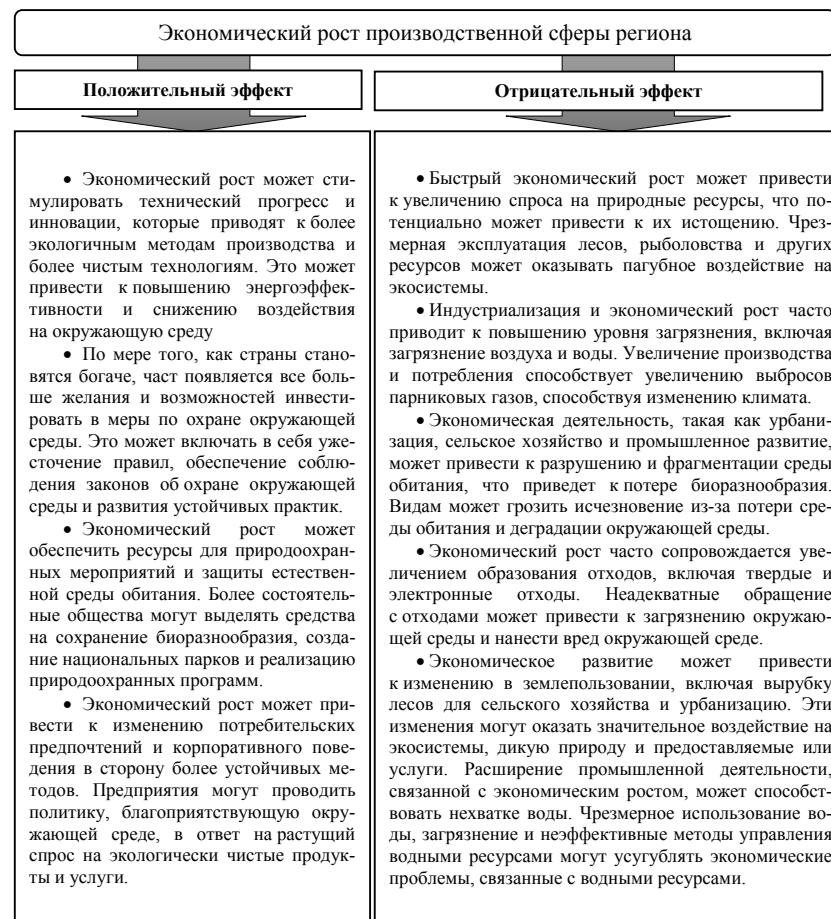 Экономический рост производственной сферы региона
Положительный эффект
Отрицательный эффект
• Экономический рост может сти-
мулировать технический прогресс и
инновации, которые приводят к более
экологичным методам производства и
более чистым технологиям. Это может
привести к повышению энергоэффек-
тивности и снижению воздействия
на окружающую среду
• По мере того, как страны стано-
вятся богаче, част появляется все боль-
ше желания и возможностей инвести-
ровать в меры по охране окружающей
среды. Это может включать в себя уже-
сточение правил, обеспечение соблю-
дения законов об охране окружающей
среды и развития устойчивых практик.
• Экономический рост может
обеспечить ресурсы для природоохран-
ных мероприятий и защиты естествен-
ной среды обитания. Более состоятель-
ные общества могут выделять средства
на сохранение биоразнообразия, созда-
ние национальных парков и реализацию
природоохранных программ.
• Экономический рост может при-
вести к изменению потребительских
предпочтений и корпоративного пове-
дения в сторону более устойчивых ме-
тодов. Предприятия могут проводить
политику, благоприятствующую окру-
жающей среде, в ответ на растущий
спрос на экологически чистые продук-
ты и услуги.
• Быстрый экономический рост может привести
к увеличению спроса на природные ресурсы, что по-
тенциально может привести к их истощению. Чрез-
мерная эксплуатация лесов, рыболовства и других
ресурсов может оказывать пагубное воздействие на
экосистемы.
• Индустриализация и экономический рост часто
приводит к повышению уровня загрязнения, включая
загрязнение воздуха и воды. Увеличение производства
и потребления способствует увеличению выбросов
парниковых газов, способствуя изменению климата.
• Экономическая деятельность, такая как урбани-
зация, сельское хозяйство и промышленное развитие,
может привести к разрушению и фрагментации среды
обитания, что приведет к потере биоразнообразия.
Видам может грозить исчезновение из-за потери сре-
ды обитания и деградации окружающей среды.
• Экономический рост часто сопровождается уве-
личением образования отходов, включая твердые и
электронные отходы. Неадекватные обращение
с отходами может привести к загрязнению окружаю-
щей среды и нанести вред окружающей среде.
• Экономическое развитие может привести
к изменению в землепользовании, включая вырубку
лесов для сельского хозяйства и урбанизацию. Эти
изменения могут оказать значительное воздействие на
экосистемы, дикую природу и предоставляемые или
услуги. Расширение промышленной деятельности,
связанной с экономическим ростом, может способст-
вовать нехватке воды. Чрезмерное использование во-
ды, загрязнение и неэффективные методы управления
водными ресурсами могут усугублять экономические
проблемы, связанные с водными ресурсами.